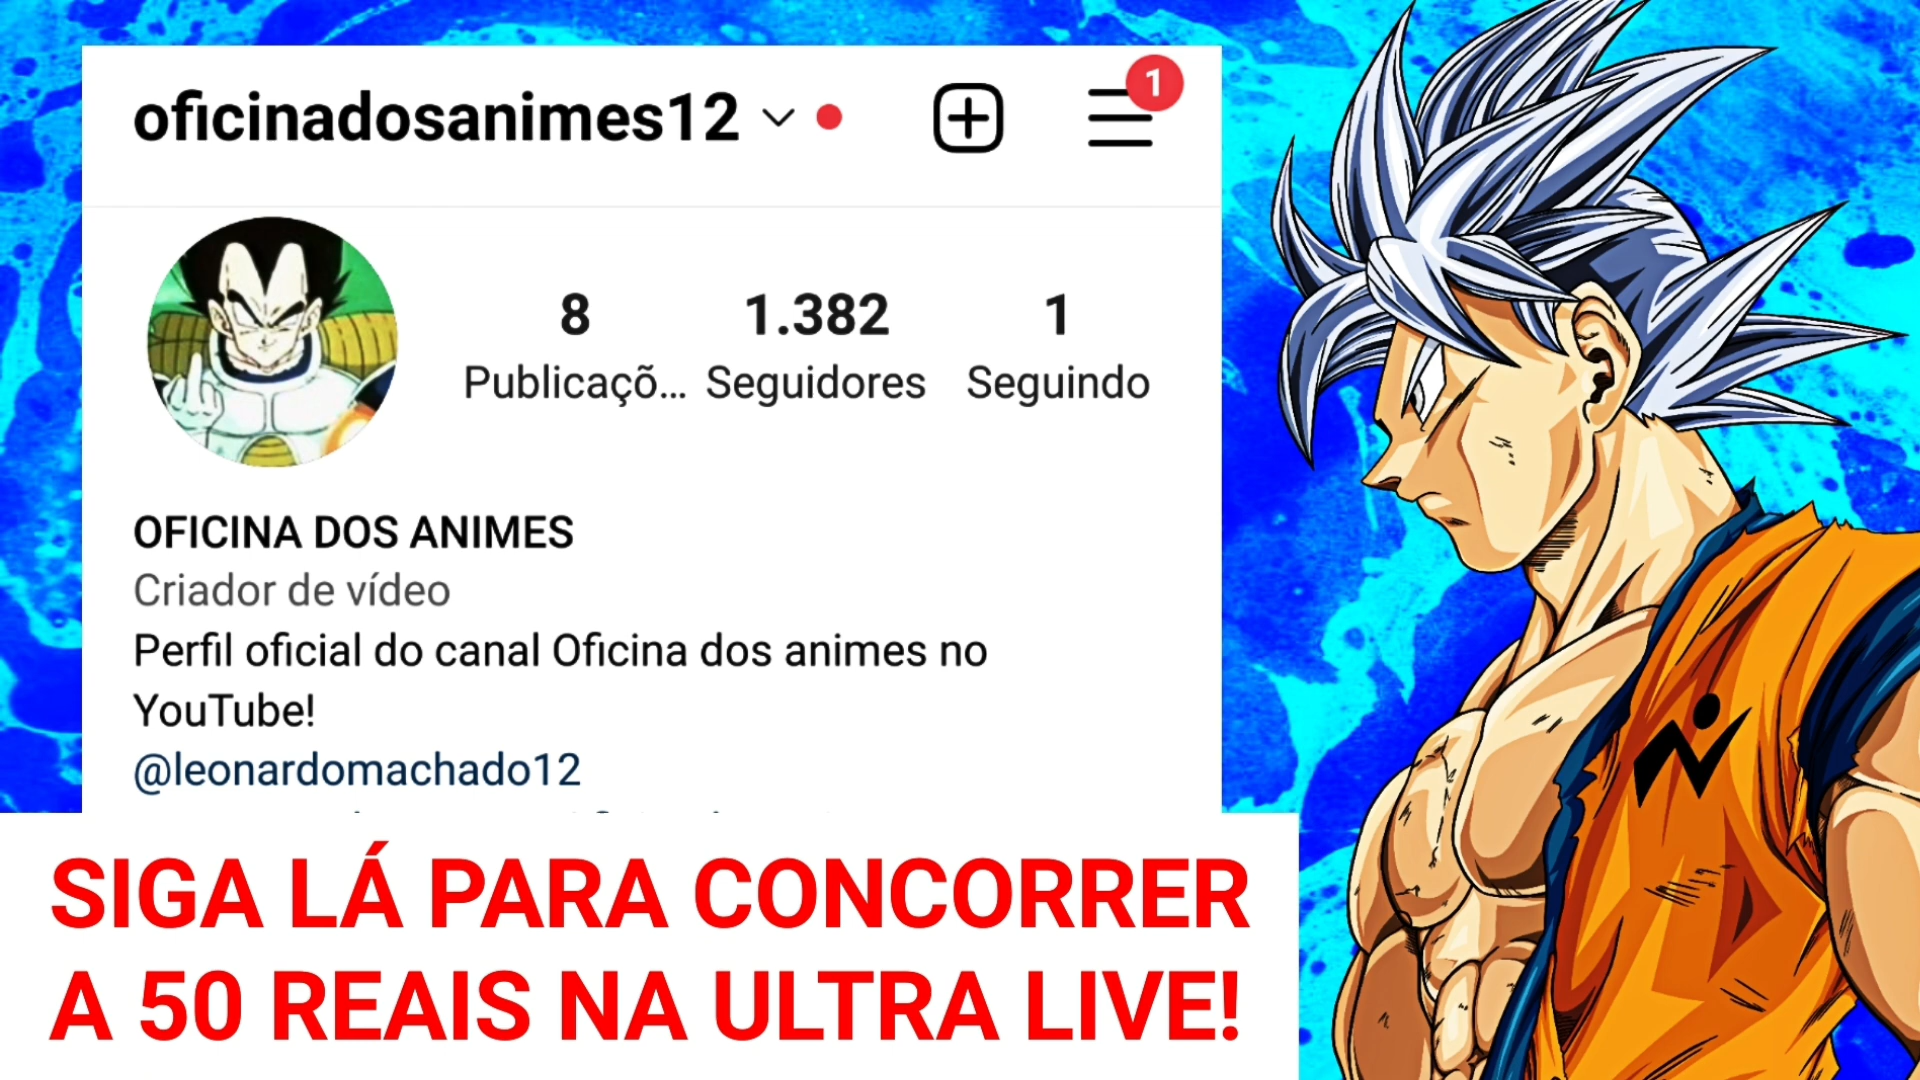 oficinadosanimes12
1
8 1.382 1
Publicaçõ... Seguidores Seguindo
OFICINA DOS ANIMES
Criador de vídeo
Perfil oficial do canal Oficina dos animes no
YouTube!
@leonardomachado12
SIGA LÁ PARA CONCORRER
A 50 REAIS NA ULTRA LIVE!